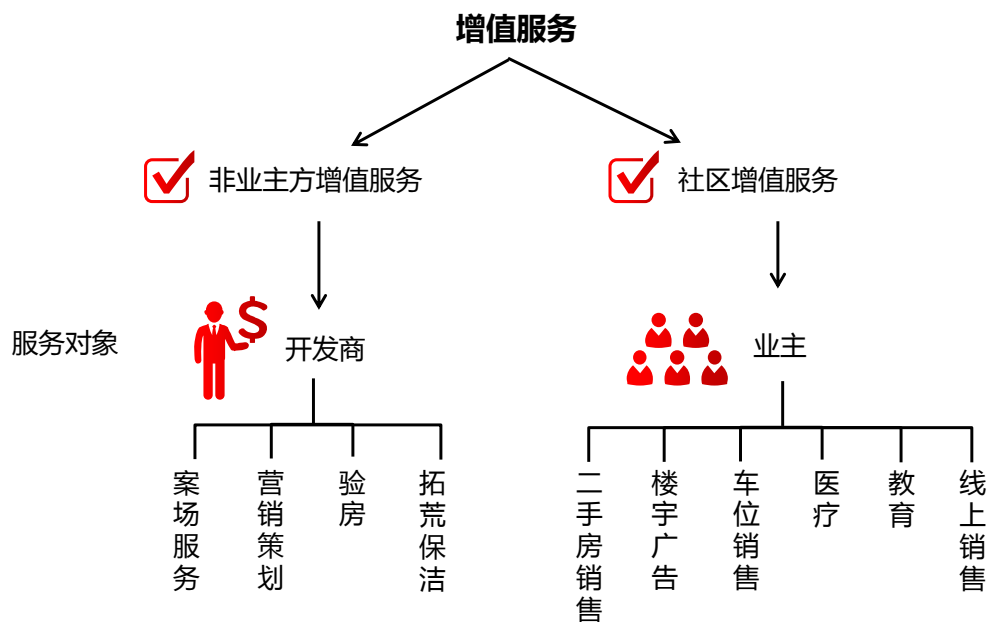 增值服务
非业主方增值服务
社区增值服务
服务对象
$
开发商
业主
案场服务
营销策划
验房
拓荒保洁
二手房销售
楼宇广告
车位销售
医疗
教育
线上销售